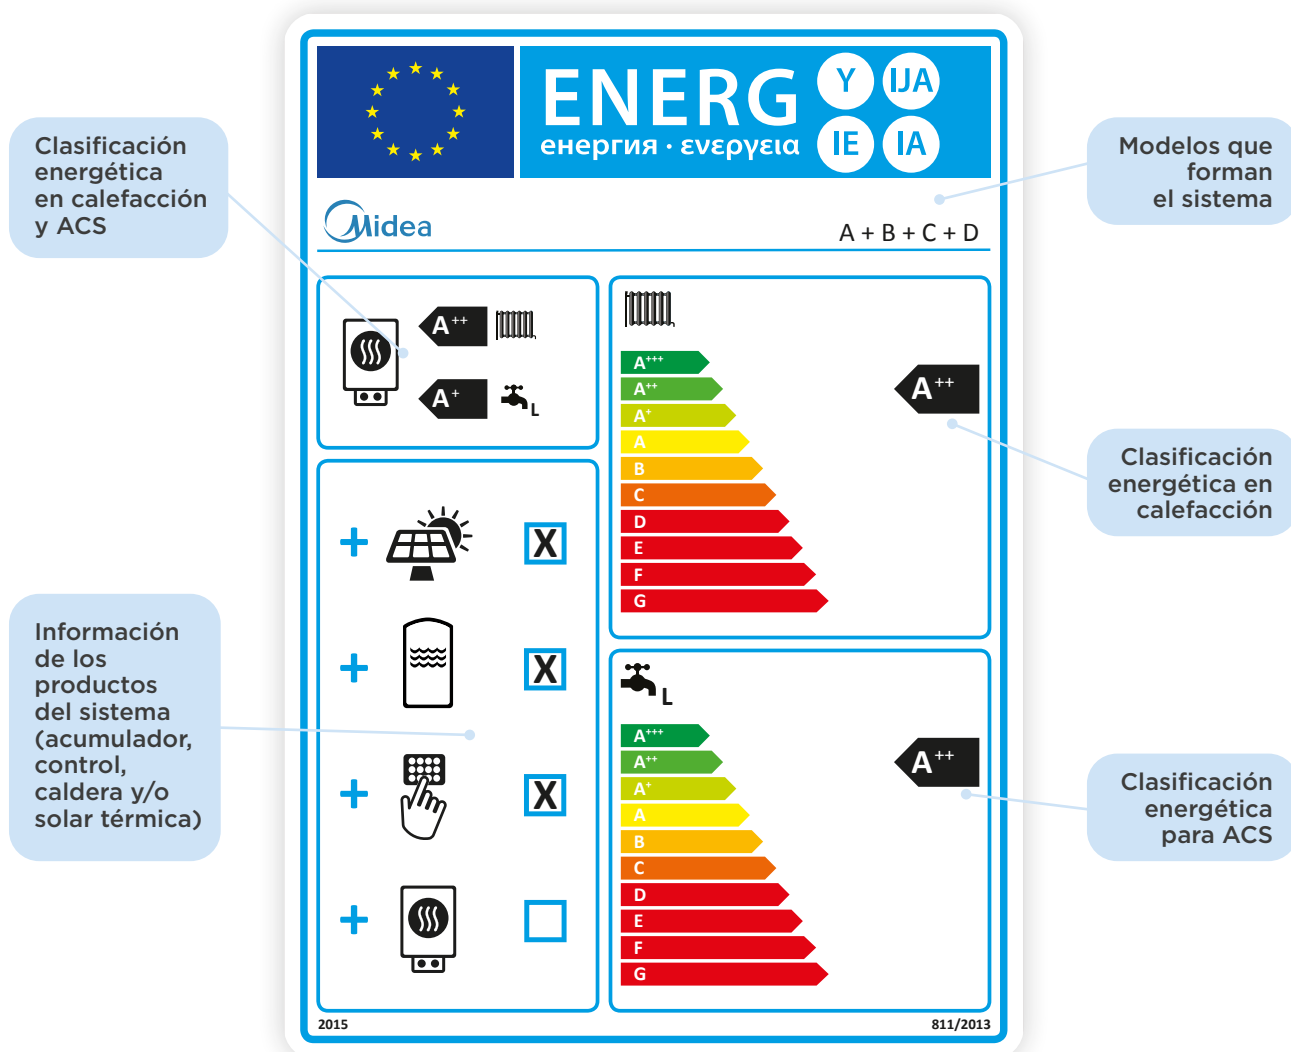 ENERG
Y IJA
IE IA
енергия · ενεργεια
Clasificación
energética
en calefacción
y ACS
Modelos que
forman
el sistema
Midea
A + B + C + D
A++
A+
L
A+++
A++
A+
A
B
C
D
E
F
G
A++
Clasificación
energética en
calefacción
+ X
+ X
+ X
+
Información
de los
productos
del sistema
(acumulador,
control,
caldera y/o
solar térmica)
L
A+++
A++
A+
A
B
C
D
E
F
G
A++
Clasificación
energética
para ACS
2015
811/2013